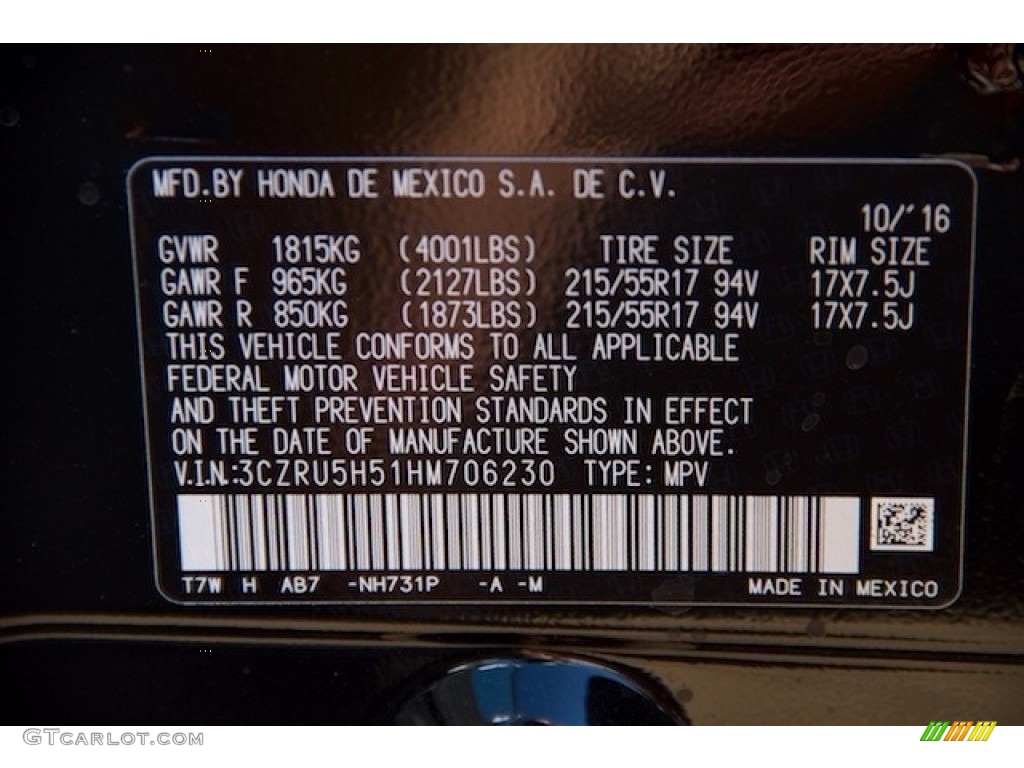 MFD.BY HONDA DE MEXICO S.A. DE C.V.
10/'16
GVWR 1815KG (4001LBS) TIRE SIZE RIM SIZE
GAWR F 965KG (2127LBS) 215/55R17 94V 17X7.5J
GAWR R 850KG (1873LBS) 215/55R17 94V 17X7.5J
THIS VEHICLE CONFORMS TO ALL APPLICABLE
FEDERAL MOTOR VEHICLE SAFETY
AND THEFT PREVENTION STANDARDS IN EFFECT
ON THE DATE OF MANUFACTURE SHOWN ABOVE.
V.I.N.:3CZRU5H51HM706230 TYPE: MPV
T7W H AB7 -NH731P -A -M MADE IN MEXICO
GTCARLOT.COM